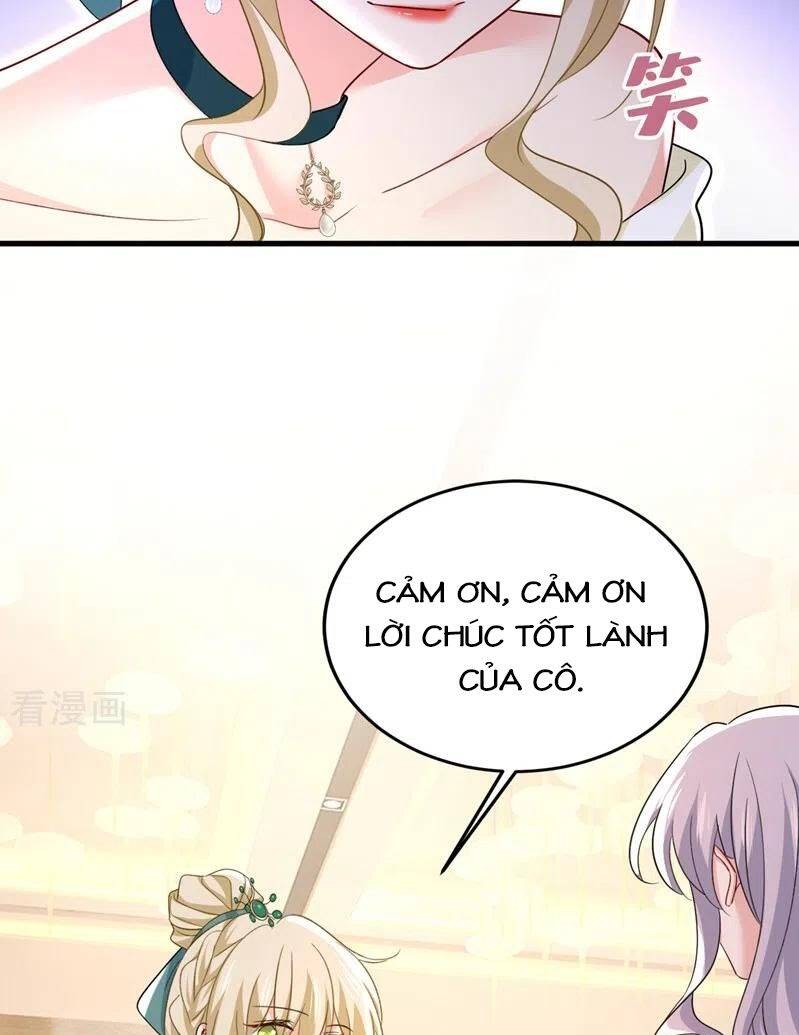 笑
CẢM ƠN, CẢM ƠN
LỜI CHÚC TỐT LÀNH
CỦA CÔ.
看漫画